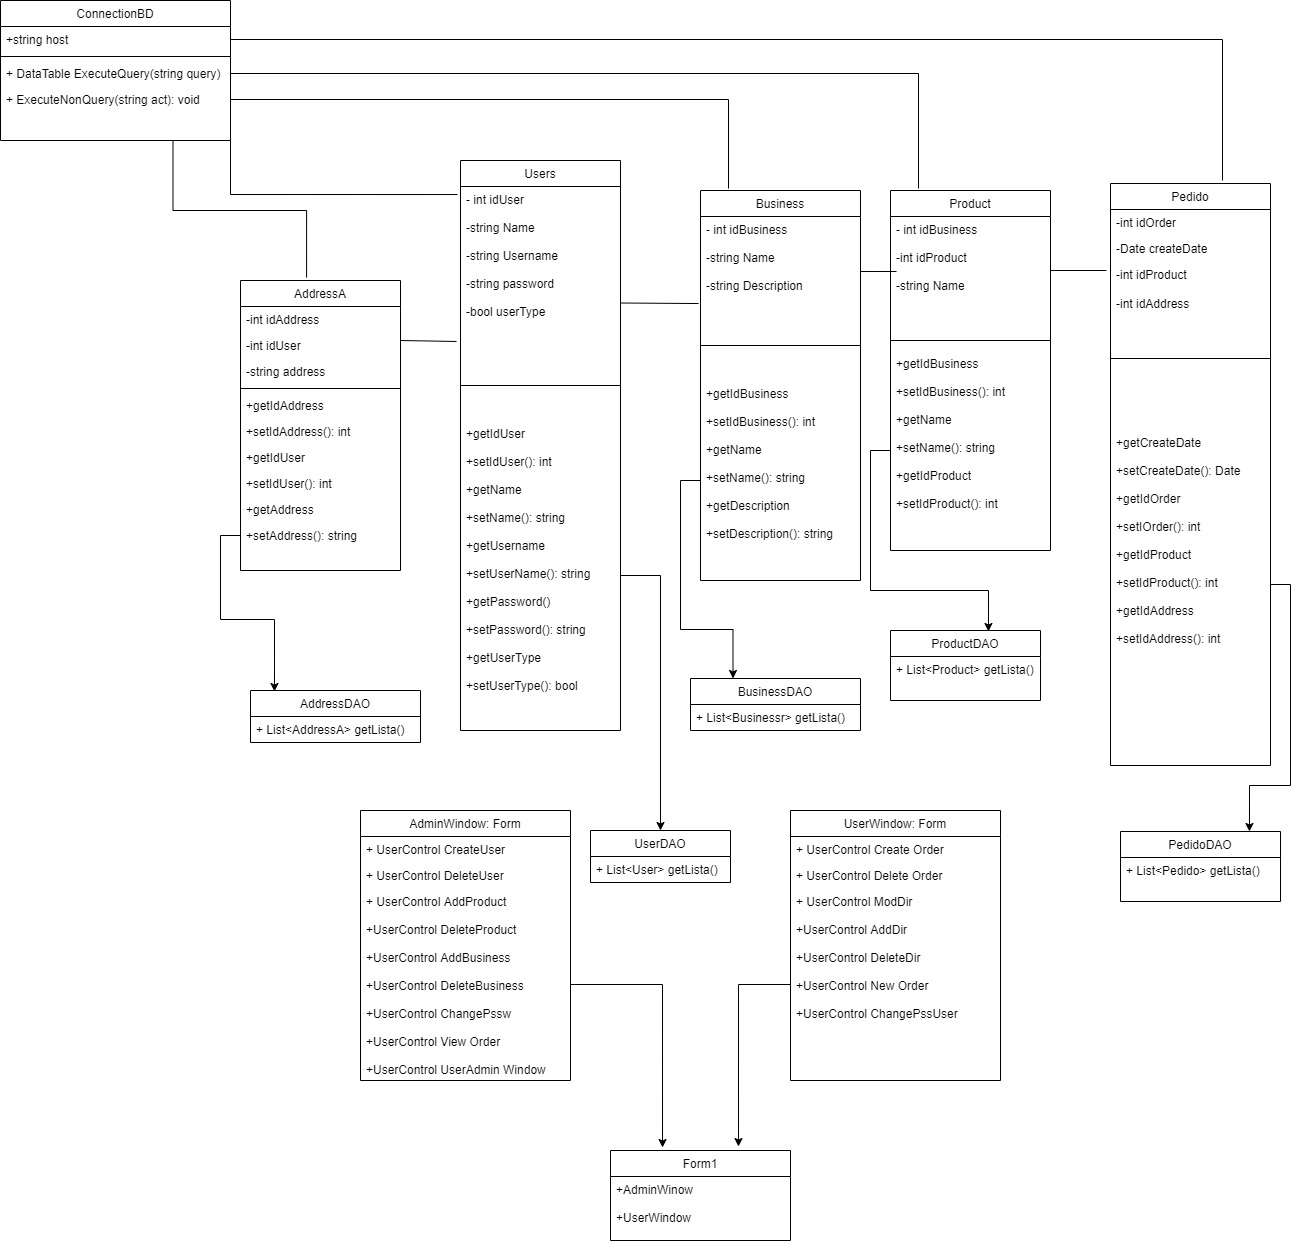 ConnectionBD
+string host
+ DataTable ExecuteQuery(string query)
+ ExecuteNonQuery(string act): void
AddressA
-int idAddress
-int idUser
-string address
+getIdAddress
+setIdAddress(): int
+getIdUser
+setIdUser(): int
+getAddress
+setAddress(): string
Users
- int idUser
-string Name
-string Username
-string password
-bool userType
+getIdUser
+setIdUser(): int
+getName
+setName(): string
+getUsername
+setUserName(): string
+getPassword()
+setPassword(): string
+getUserType
+setUserType(): bool
Business
- int idBusiness
-string Name
-string Description
+getIdBusiness
+setIdBusiness(): int
+getName
+setName(): string
+getDescription
+setDescription(): string
Product
- int idBusiness
-int idProduct
-string Name
+getIdBusiness
+setIdBusiness(): int
+getName
+setName(): string
+getIdProduct
+setIdProduct(): int
Pedido
-int idOrder
-Date createDate
-int idProduct
-int idAddress
+getCreateDate
+setCreateDate(): Date
+getIdOrder
+setIOrder(): int
+getIdProduct
+setIdProduct(): int
+getIdAddress
+setIdAddress(): int
AddressDAO
+ List<AddressA> getLista()
BusinessDAO
+ List<Businessr> getLista()
ProductDAO
+ List<Product> getLista()
UserDAO
+ List<User> getLista()
PedidoDAO
+ List<Pedido> getLista()
AdminWindow: Form
+ UserControl CreateUser
+ UserControl DeleteUser
+ UserControl AddProduct
+UserControl DeleteProduct
+UserControl AddBusiness
+UserControl DeleteBusiness
+UserControl ChangePssw
+UserControl View Order
+UserControl UserAdmin Window
UserWindow: Form
+ UserControl Create Order
+ UserControl Delete Order
+ UserControl ModDir
+UserControl AddDir
+UserControl DeleteDir
+UserControl New Order
+UserControl ChangePssUser
Form1
+AdminWinow
+UserWindow